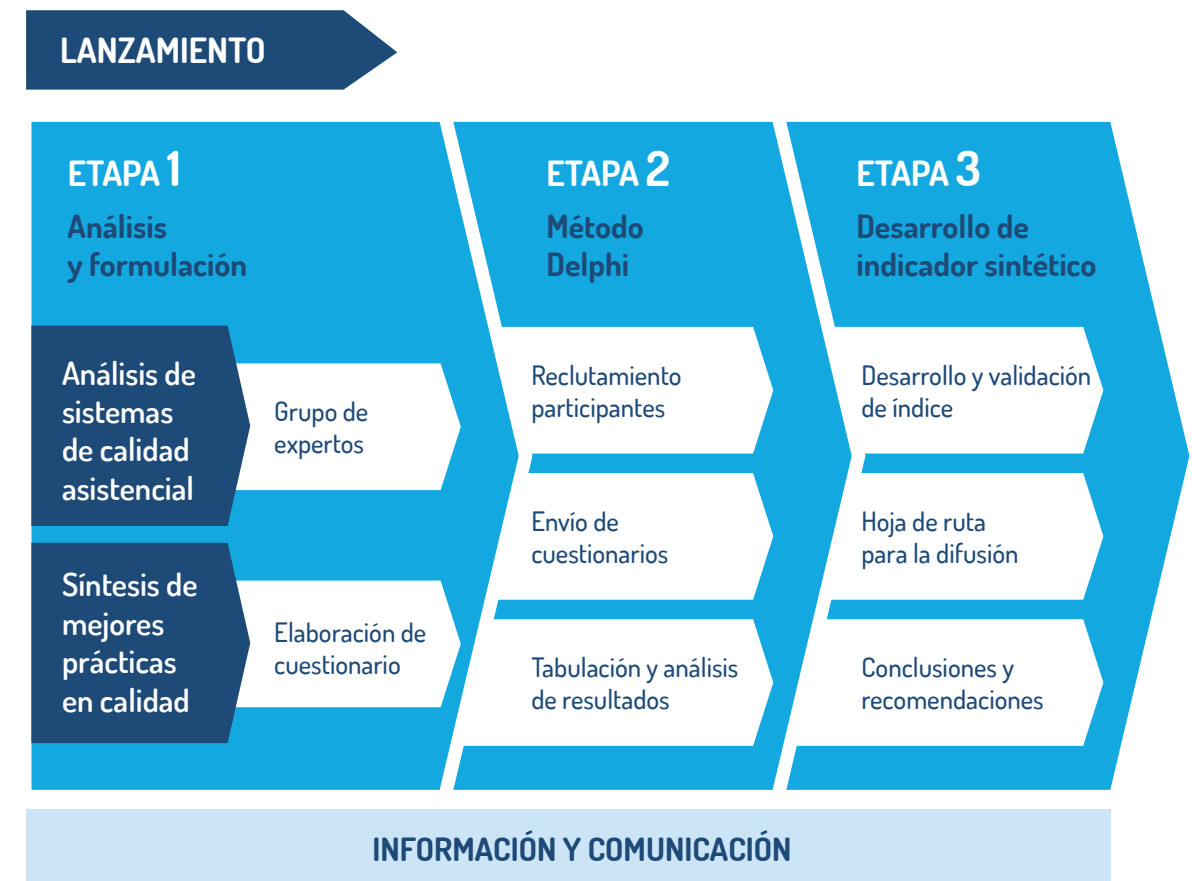 LANZAMIENTO
ETAPA 1
Análisis
y formulación
Análisis de
sistemas
de calidad
asistencial
Grupo de
expertos
Síntesis de
mejores
prácticas
en calidad
Elaboración de
cuestionario
ETAPA 2
Método
Delphi
Reclutamiento
participantes
Envío de
cuestionarios
Tabulación y análisis
de resultados
ETAPA 3
Desarrollo de
indicador sintético
Desarrollo y validación
de índice
Hoja de ruta
para la difusión
Conclusiones y
recomendaciones
INFORMACIÓN Y COMUNICACIÓN